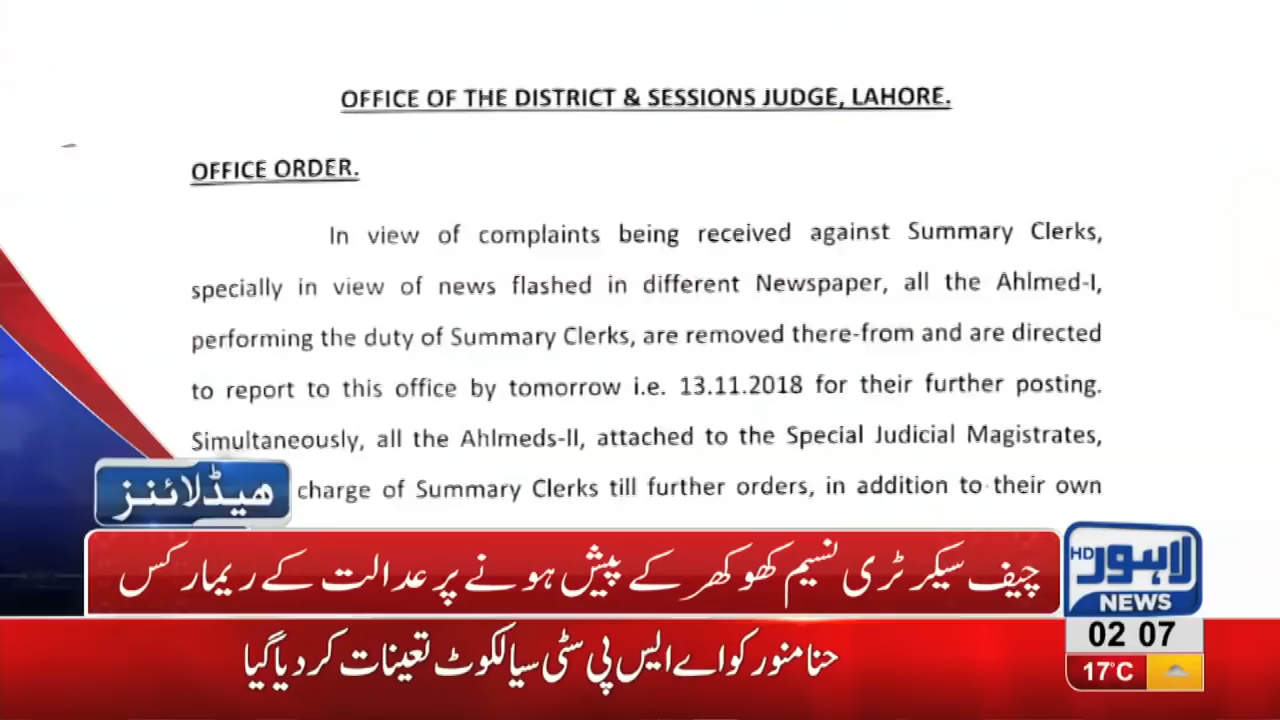 OFFICE OF THE DISTRICT & SESSIONS JUDGE, LAHORE.
OFFICE ORDER.
In view of complaints being received against Summary Clerks,
specially in view of news flashed in different Newspaper, all the Ahlmed-I,
performing the duty of Summary Clerks, are removed there-from and are directed
to report to this office by tomorrow i.e. 13.11.2018 for their further posting.
Simultaneously, all the Ahlmeds-II, attached to the Special Judicial Magistrates,
charge of Summary Clerks till further orders, in addition to their own
ھیڈلائنز
چیف سیکرٹری نسیم کھوکھر کے پیش ہونے پر عدالت کے ریمارکس
حنا منور کو اے ایس پی سٹی سیالکوٹ تعینات کر دیا گیا
HD لاہور
NEWS
02 07
17°C